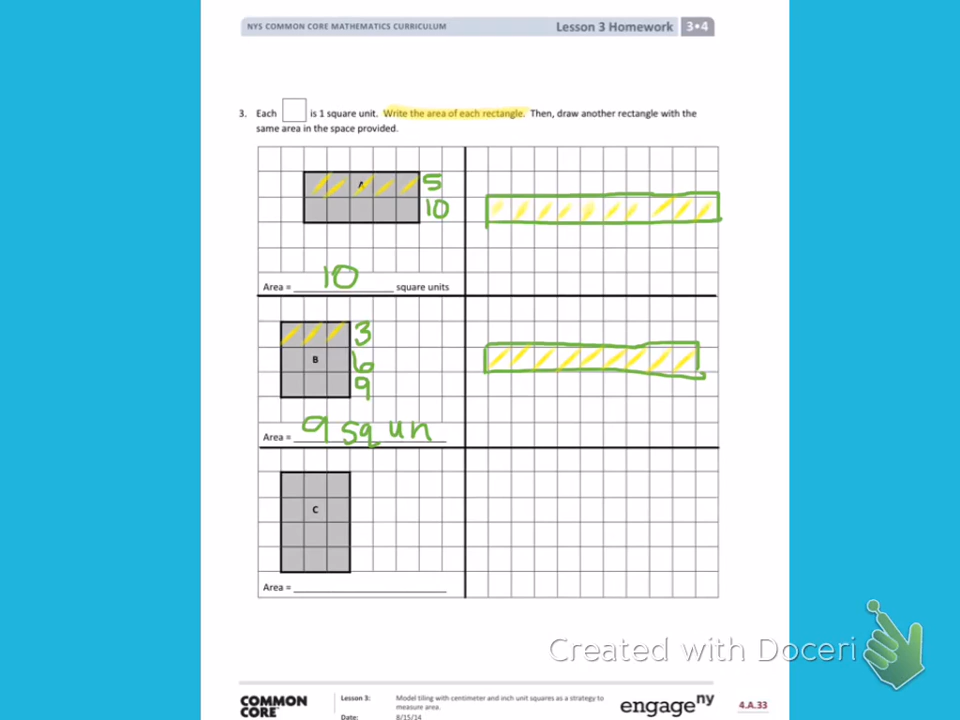 NYS COMMON CORE MATHEMATICS CURRICULUM
Lesson 3 Homework 3•4
3. Each is 1 square unit. Write the area of each rectangle. Then, draw another rectangle with the
same area in the space provided.
A
5
10
Area = 10 square units
3
B
6
9
Area = 9 sq un
C
Area =
Created with Doceri
COMMON CORE
Lesson 3: Model tiling with centimeter and inch unit squares as a strategy to
measure area.
Date: 8/15/14
engage ny
4.A.33